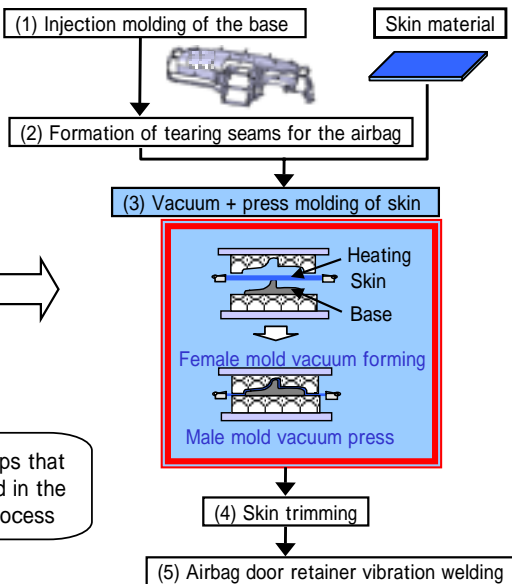 (1) Injection molding of the base
Skin material
(2) Formation of tearing seams for the airbag
(3) Vacuum + press molding of skin
Heating
Skin
Base
Female mold vacuum forming
Male mold vacuum press
ps that
d in the
ocess
(4) Skin trimming
(5) Airbag door retainer vibration welding